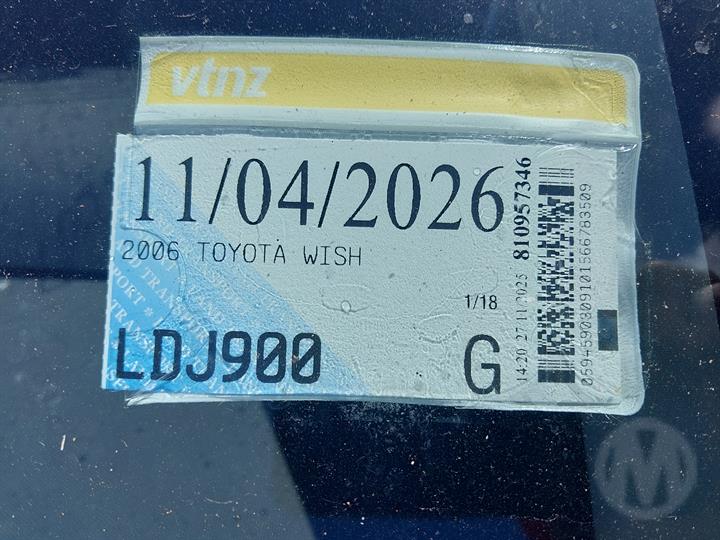 vtnz
11/04/2026
2006 TOYOTA WISH
1/18
LDJ900
G
14:20 27/11/2025 810957346
M